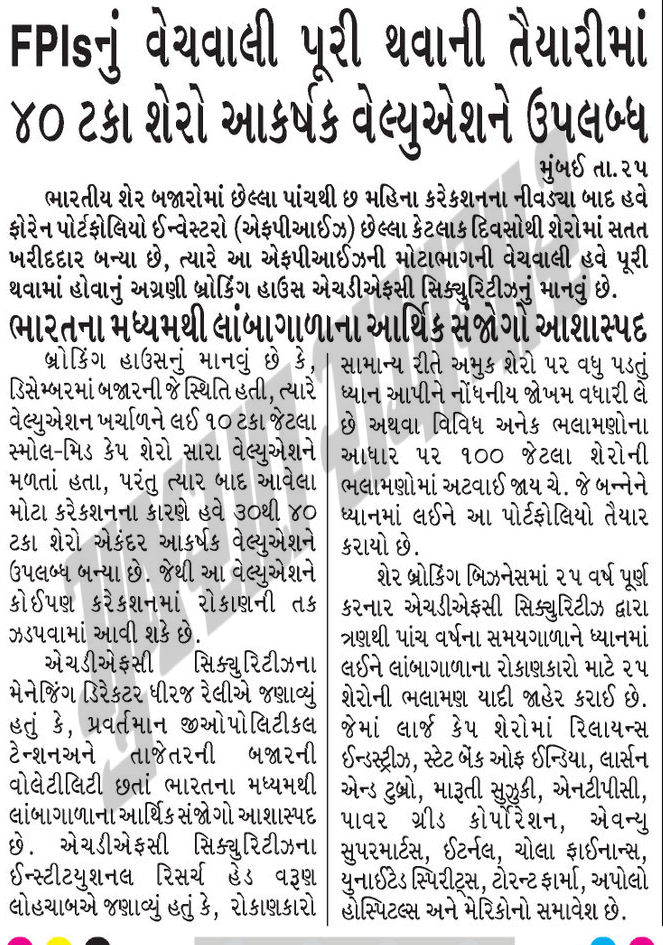 FPIsનું વેચવાલી પૂરી થવાની તૈયારીમાં
૪૦ ટકા શેરો આકર્ષક વેલ્યુએશને ઉપલબ્ધ
મુંબઈ તા.૨૫
ભારતીય શેર બજારોમાં છેલ્લા પાંચથી છ મહિના કરેકશનના નીવડ્યા બાદ હવે
ફોરેન પોર્ટફોલિયો ઈન્વેસ્ટરો (એફપીઆઈઝ) છેલ્લા કેટલાક દિવસોથી શેરોમાં સતત
ખરીદદાર બન્યા છે, ત્યારે આ એફપીઆઈઝની મોટાભાગની વેચવાલી હવે પૂરી
થવામાં હોવાનું અગ્રણી બ્રોકિંગ હાઉસ એચડીએફસી સિક્યુરિટીઝનું માનવું છે.
ભારતના મધ્યમથી લાંબાગાળાના આર્થિક સંજોગો આશાસ્પદ
બ્રોકિંગ હાઉસનું માનવું છે કે,
ડિસેમ્બરમાં બજારની જે સ્થિતિ હતી, ત્યારે
વેલ્યુએશન ખર્ચાળને લઈ ૧૦ ટકા જેટલા
સ્મોલ-મિડ કેપ શેરો સારા વેલ્યુએશને
મળતાં હતા, પરંતુ ત્યાર બાદ આવેલા
મોટા કરેકશનના કારણે હવે ૩૦થી ૪૦
ટકા શેરો એકંદર આકર્ષક વેલ્યુએશને
ઉપલબ્ધ બન્યા છે. જેથી આ વેલ્યુએશને
કોઈપણ કરેકશનમાં રોકાણની તક
ઝડપવામાં આવી શકે છે.
એચડીએફસી સિક્યુરિટીઝના
મેનેજિંગ ડિરેક્ટર ધીરજ રેલીએ જણાવ્યું
હતું કે, પ્રવર્તમાન જીઓપોલિટીકલ
ટેન્શનઅને તાજેતરની બજારની
વોલેટીલિટી છતાં ભારતના મધ્યમથી
લાંબાગાળાના આર્થિક સંજોગો આશાસ્પદ
છે. એચડીએફસી સિક્યુરિટીઝના
ઈન્સ્ટીટયુશનલ રિસર્ચ હેડ વરૂણ
લોહચાબએ જણાવ્યું હતું કે, રોકાણકારો
સામાન્ય રીતે અમુક શેરો પર વધુ પડતું
ધ્યાન આપીને નોંધનીય જોખમ વધારી લે
છે અથવા વિવિધ અનેક ભલામણોના
આધાર પર ૧૦૦ જેટલા શેરોની
ભલામણોમાં અટવાઈ જાય ચે. જે બન્નેને
ધ્યાનમાં લઈને આ પોર્ટફોલિયો તૈયાર
કરાયો છે.
શેર બ્રોકિંગ બિઝનેસમાં ૨૫ વર્ષ પૂર્ણ
કરનાર એચડીએફસી સિક્યુરિટીઝ દ્વારા
ત્રણથી પાંચ વર્ષના સમયગાળાને ધ્યાનમાં
લઈને લાંબાગાળાના રોકાણકારો માટે ૨૫
શેરોની ભલામણ યાદી જાહેર કરાઈ છે.
જેમાં લાર્જ કેપ શેરોમાં રિલાયન્સ
ઈન્ડસ્ટ્રીઝ, સ્ટેટ બેંક ઓફ ઈન્ડિયા, લાર્સન
એન્ડ ટુબ્રો, મારૂતી સુઝુકી, એનટીપીસી,
પાવર ગ્રીડ કોર્પોરેશન, એવન્યુ
સુપરમાર્ટસ, ઈટર્નલ, ચોલા ફાઈનાન્સ,
યુનાઈટેડ સ્પિરીટ્સ, ટોરન્ટ ફાર્મા, અપોલો
હોસ્પિટલ્સ અને મેરિકોનો સમાવેશ છે.
ગુજરાત સમાચાર